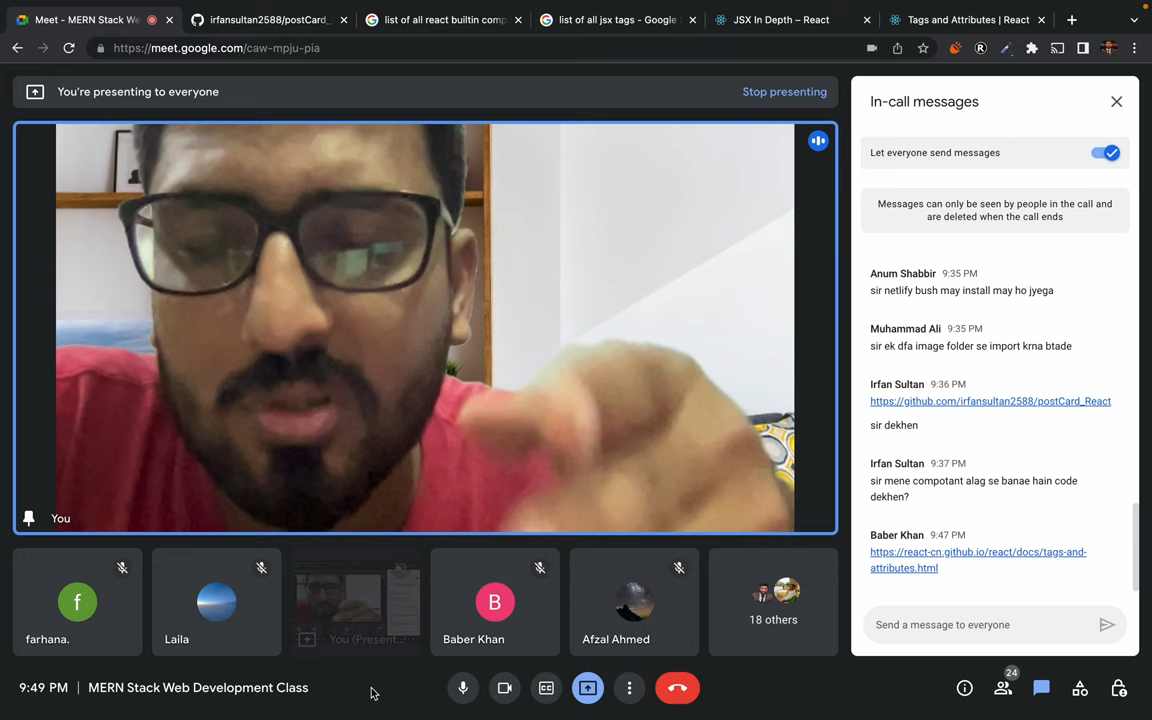 Meet - MERN Stack We
irfansultan2588/postCard_
list of all react builtin comp
list of all jsx tags - Google
JSX In Depth – React
Tags and Attributes | React
https://meet.google.com/caw-mpju-pia
You're presenting to everyone
Stop presenting
In-call messages
Let everyone send messages
Messages can only be seen by people in the call and
are deleted when the call ends
Anum Shabbir 9:35 PM
sir netlify bush may install may ho jyega
Muhammad Ali 9:35 PM
sir ek dfa image folder se import krna btade
Irfan Sultan 9:36 PM
https://github.com/irfansultan2588/postCard_React
sir dekhen
Irfan Sultan 9:37 PM
sir mene compotant alag se banae hain code
dekhen?
Baber Khan 9:47 PM
https://react-cn.github.io/react/docs/tags-and-
attributes.html
Send a message to everyone
You
f
farhana.
Laila
You (Present...
B
Baber Khan
Afzal Ahmed
18 others
9:49 PM | MERN Stack Web Development Class
24